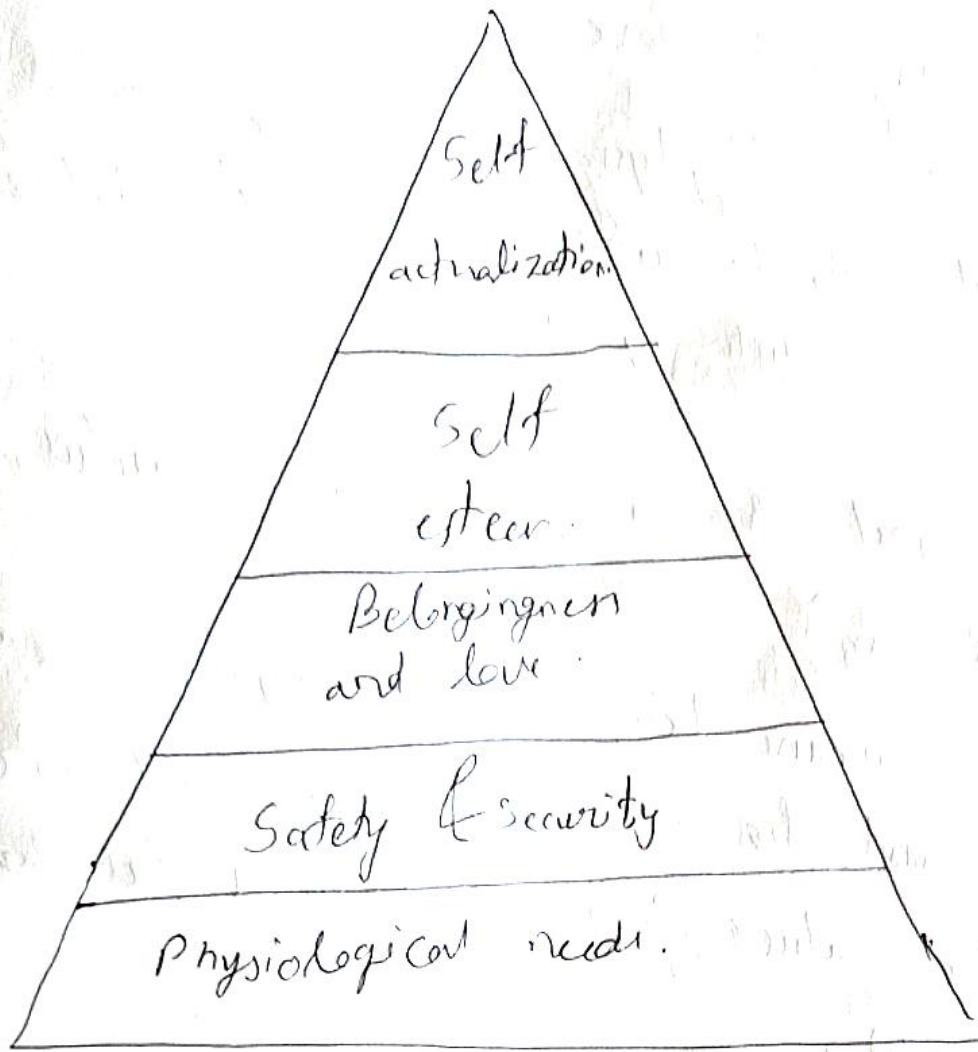 Self
actualization.
Self
esteem.
Belongingness
and love.
Safety & security
Physiological needs.